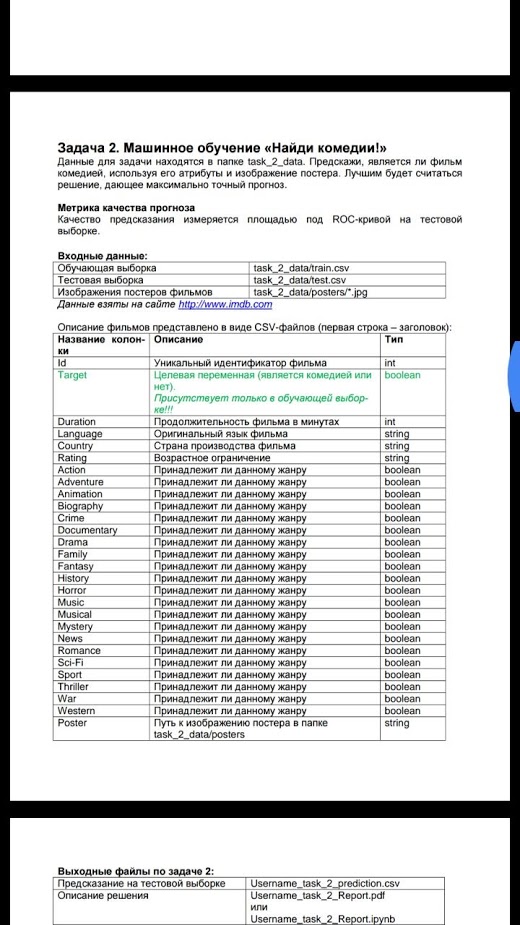 Задача 2. Машинное обучение «Найди комедии!»
Данные для задачи находятся в папке task_2_data. Предскажи, является ли фильм
комедией, используя его атрибуты и изображение постера. Лучшим будет считаться
решение, дающее максимально точный прогноз.
Метрика качества прогноза
Качество предсказания измеряется площадью под ROC-кривой на тестовой
выборке.
Входные данные:
Обучающая выборка task_2_data/train.csv
Тестовая выборка task_2_data/test.csv
Изображения постеров фильмов task_2_data/posters/*.jpg
Данные взяты на сайте http://www.imdb.com
Описание фильмов представлено в виде CSV-файлов (первая строка – заголовок):
Название колон- Описание Тип
ки
Id Уникальный идентификатор фильма int
Target Целевая переменная (является комедией или boolean
нет).
Присутствует только в обучающей выбор-
ке!!!
Duration Продолжительность фильма в минутах int
Language Оригинальный язык фильма string
Country Страна производства фильма string
Rating Возрастное ограничение string
Action Принадлежит ли данному жанру boolean
Adventure Принадлежит ли данному жанру boolean
Animation Принадлежит ли данному жанру boolean
Biography Принадлежит ли данному жанру boolean
Crime Принадлежит ли данному жанру boolean
Documentary Принадлежит ли данному жанру boolean
Drama Принадлежит ли данному жанру boolean
Family Принадлежит ли данному жанру boolean
Fantasy Принадлежит ли данному жанру boolean
History Принадлежит ли данному жанру boolean
Horror Принадлежит ли данному жанру boolean
Music Принадлежит ли данному жанру boolean
Musical Принадлежит ли данному жанру boolean
Mystery Принадлежит ли данному жанру boolean
News Принадлежит ли данному жанру boolean
Romance Принадлежит ли данному жанру boolean
Sci-Fi Принадлежит ли данному жанру boolean
Sport Принадлежит ли данному жанру boolean
Thriller Принадлежит ли данному жанру boolean
War Принадлежит ли данному жанру boolean
Western Принадлежит ли данному жанру boolean
Poster Путь к изображению постера в папке string
task_2_data/posters
Выходные файлы по задаче 2:
Предсказание на тестовой выборке Username_task_2_prediction.csv
Описание решения Username_task_2_Report.pdf
или
Username_task_2_Report.ipynb